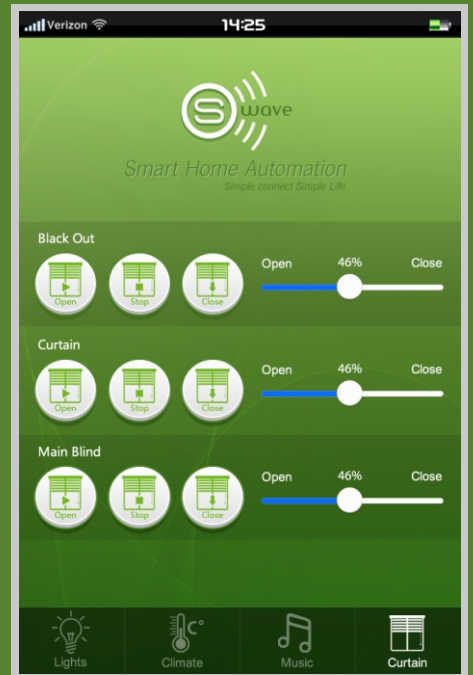 Verizon 14:25
S wave
Smart Home Automation
Simple connect Simple Life
Black Out
Open Stop Close
Open 46% Close
Curtain
Open Stop Close
Open 46% Close
Main Blind
Open Stop Close
Open 46% Close
Lights Climate Music Curtain
C°